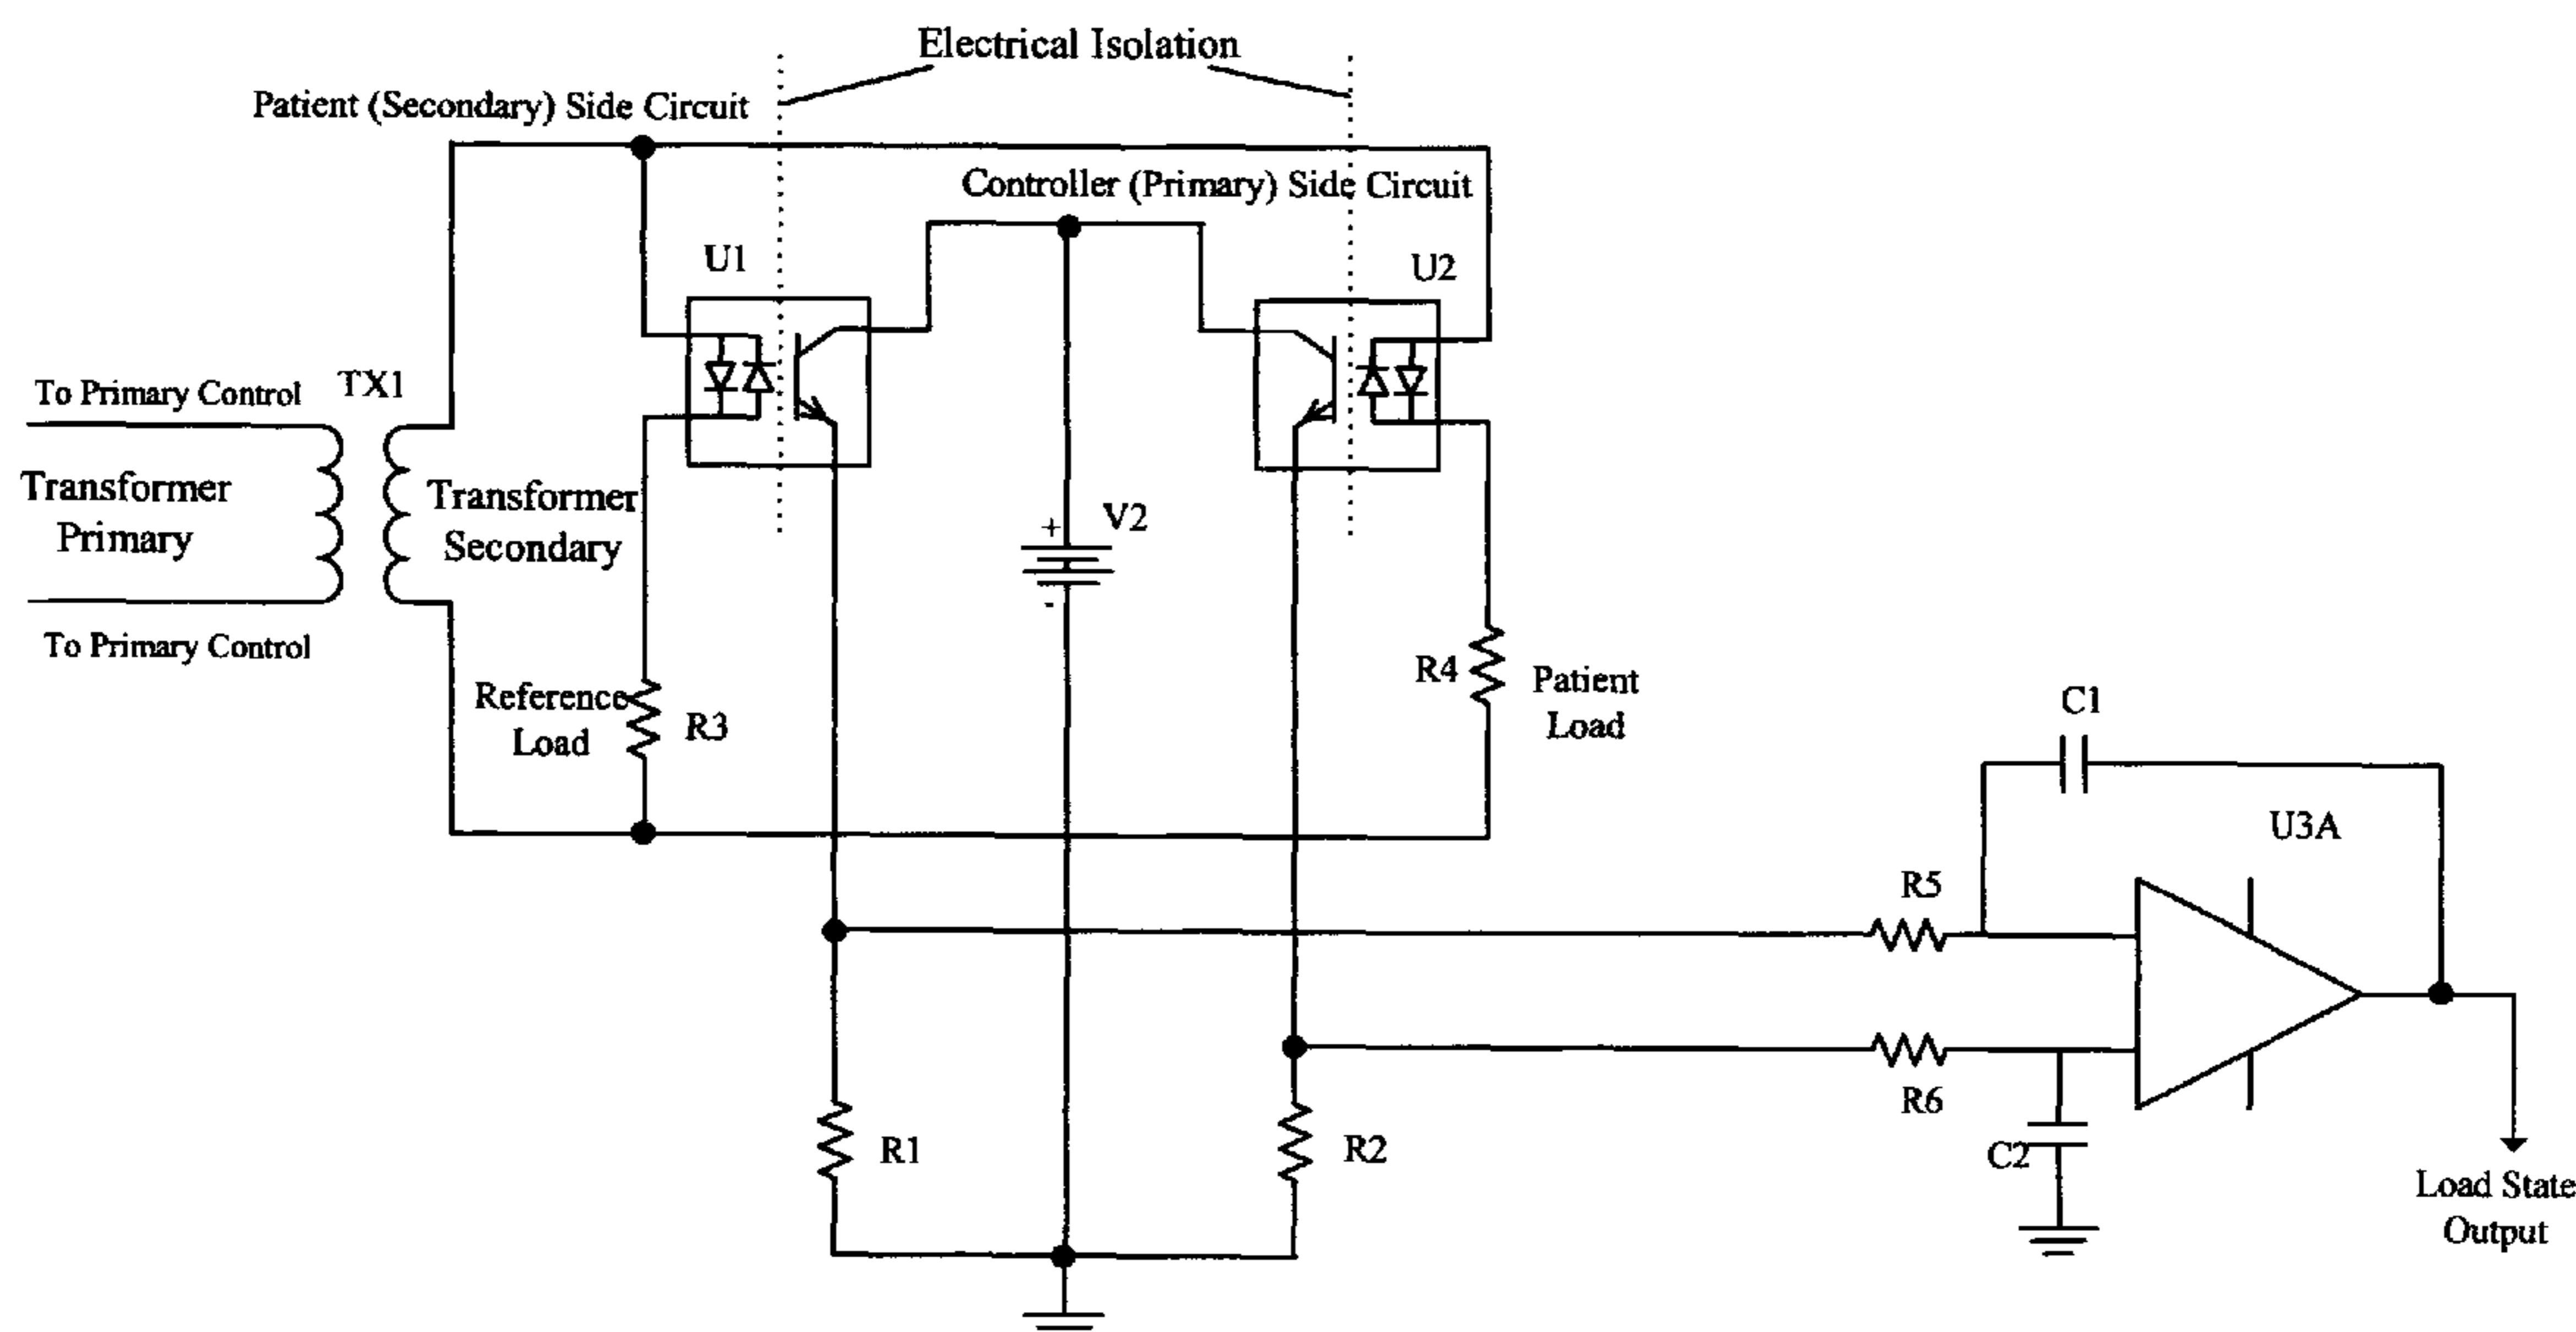 Electrical Isolation
Patient (Secondary) Side Circuit
Controller (Primary) Side Circuit
U1
U2
To Primary Control
TX1
Transformer
Primary
Transformer
Secondary
To Primary Control
+
V2
-
Reference
Load
R3
R4
Patient
Load
C1
U3A
R5
R6
R1
R2
C2
Load State
Output